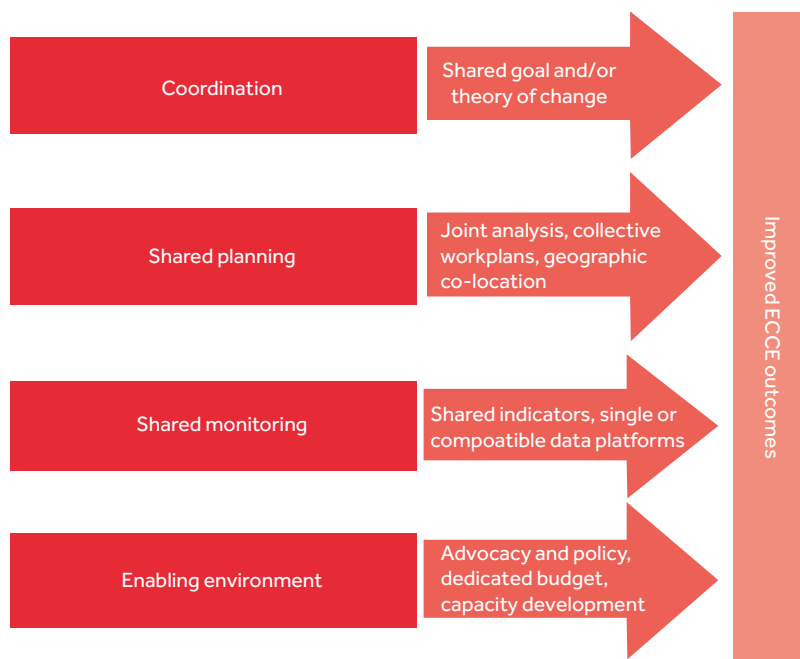 Coordination
Shared goal and/or
theory of change
Shared planning
Joint analysis, collective
workplans, geographic
co-location
Shared monitoring
Shared indicators, single or
compoatible data platforms
Enabling environment
Advocacy and policy,
dedicated budget,
capacity development
Improved ECCE outcomes